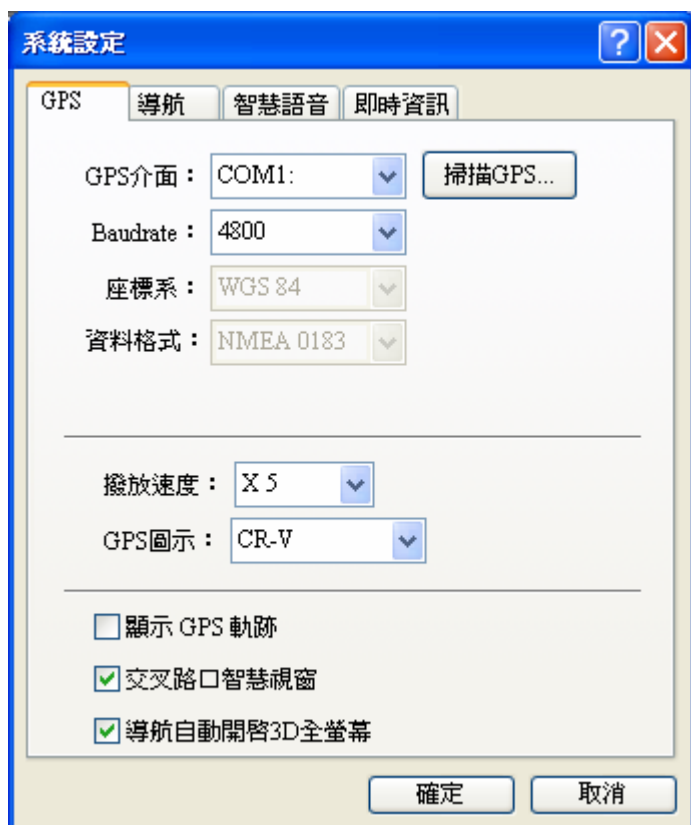 系統設定
GPS 導航 智慧語音 即時資訊
GPS介面： COM1: 掃描GPS...
Baudrate： 4800
座標系： WGS 84
資料格式： NMEA 0183
撥放速度： X 5
GPS圖示： CR-V
顯示 GPS 軌跡
交叉路口智慧視窗
導航自動開啓3D全螢幕
確定 取消